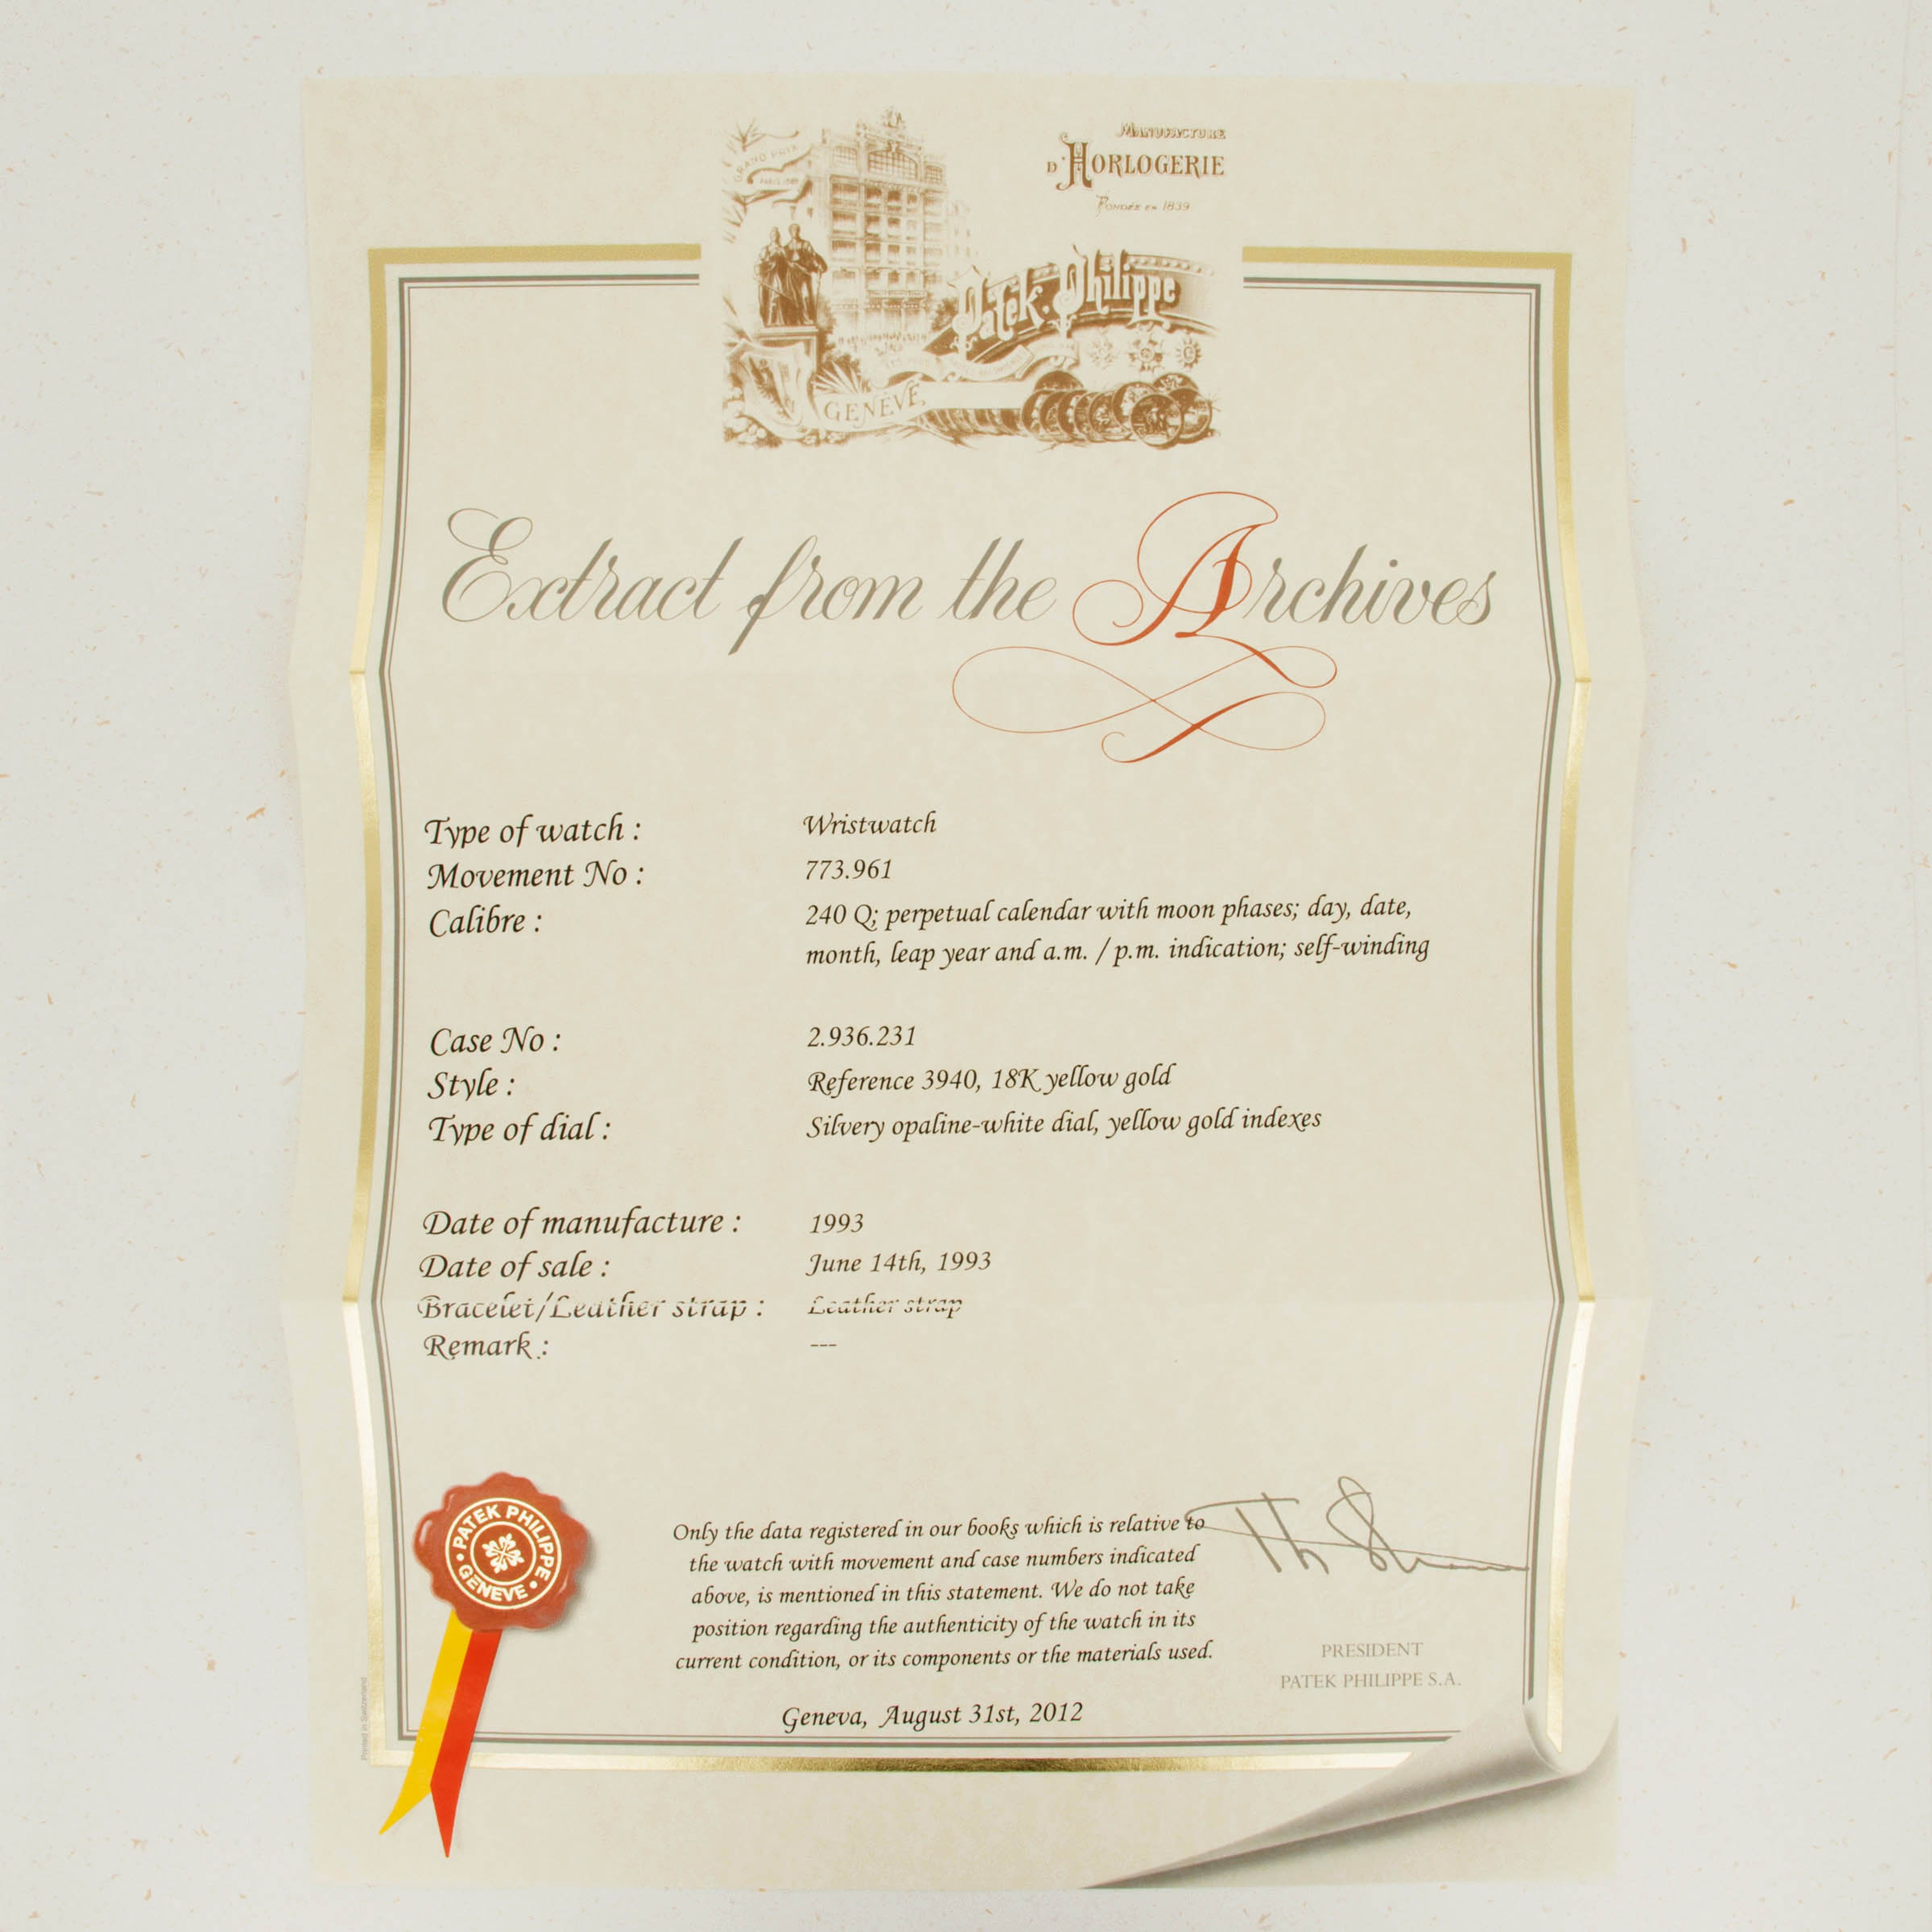 GRAND PRIX
MANUFACTURE
D'HORLOGERIE
FONDÉE EN 1839
Patek Philippe
GENÈVE
Extract from the Archives
Type of watch : Wristwatch
Movement No : 773.961
Calibre : 240 Q; perpetual calendar with moon phases; day, date,
month, leap year and a.m. / p.m. indication; self-winding
Case No : 2.936.231
Style : Reference 3940, 18K yellow gold
Type of dial : Silvery opaline-white dial, yellow gold indexes
Date of manufacture : 1993
Date of sale : June 14th, 1993
Bracelet/Leather strap : Leather strap
Remark : ---
PATEK PHILIPPE
GENEVE
Only the data registered in our books which is relative to
the watch with movement and case numbers indicated
above, is mentioned in this statement. We do not take
position regarding the authenticity of the watch in its
current condition, or its components or the materials used.
PRESIDENT
PATEK PHILIPPE S.A.
Geneva, August 31st, 2012
Printed in Switzerland